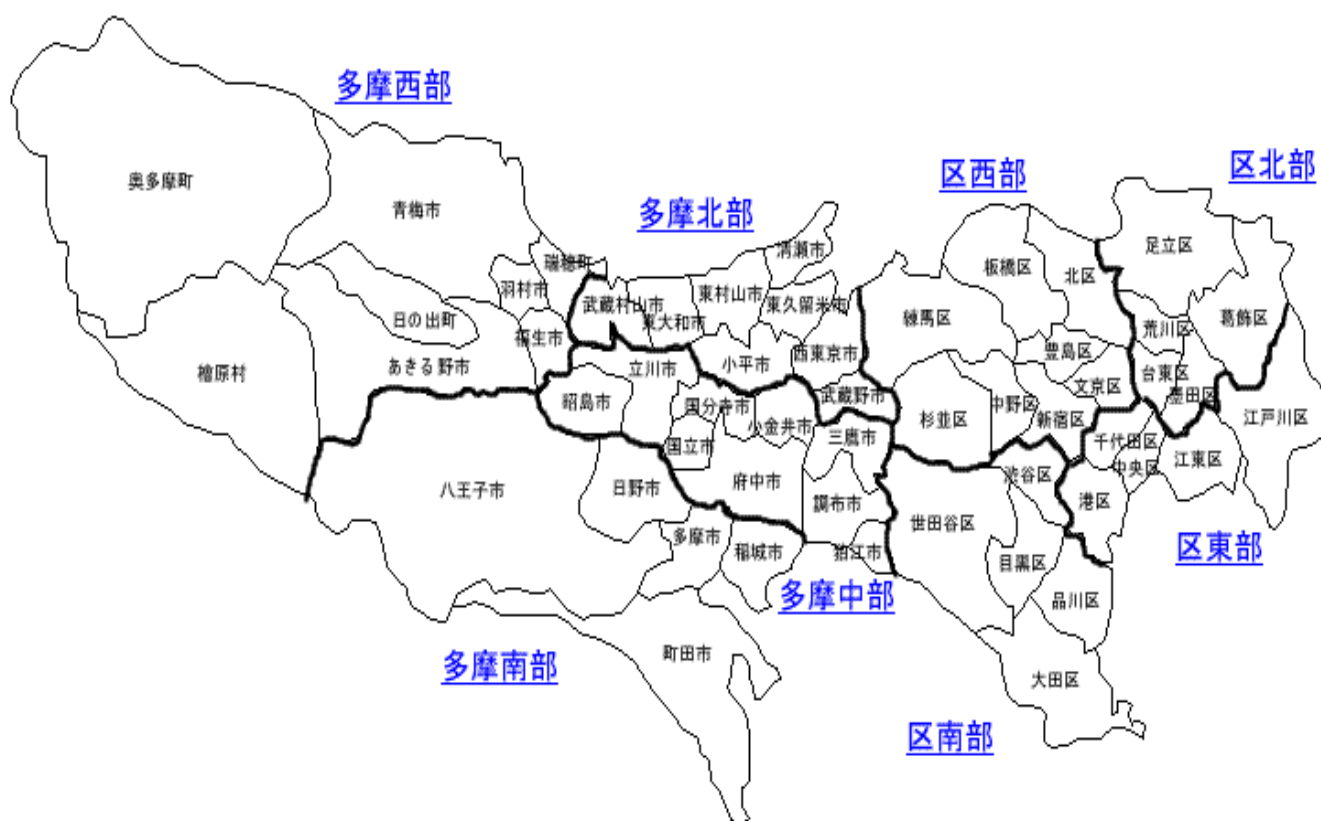 多摩西部
区北部
区西部
多摩北部
奥多摩町
青梅市
足立区
清瀬市
瑞穂町
板橋区
北区
羽村市
東村山市
武蔵村山市
東久留米市
日の出町
東大和市
練馬区
荒川区
葛飾区
福生市
豊島区
西東京市
小平市
あきる野市
立川市
檜原村
台東区
文京区
武蔵野市
墨田区
昭島市
国分寺市
中野区
杉並区
新宿区
江戸川区
小金井市
三鷹市
千代田区
国立市
江東区
中央区
渋谷区
府中市
八王子市
日野市
調布市
港区
世田谷区
多摩市
稲城市
狛江市
区東部
目黒区
多摩中部
品川区
町田市
多摩南部
大田区
区南部